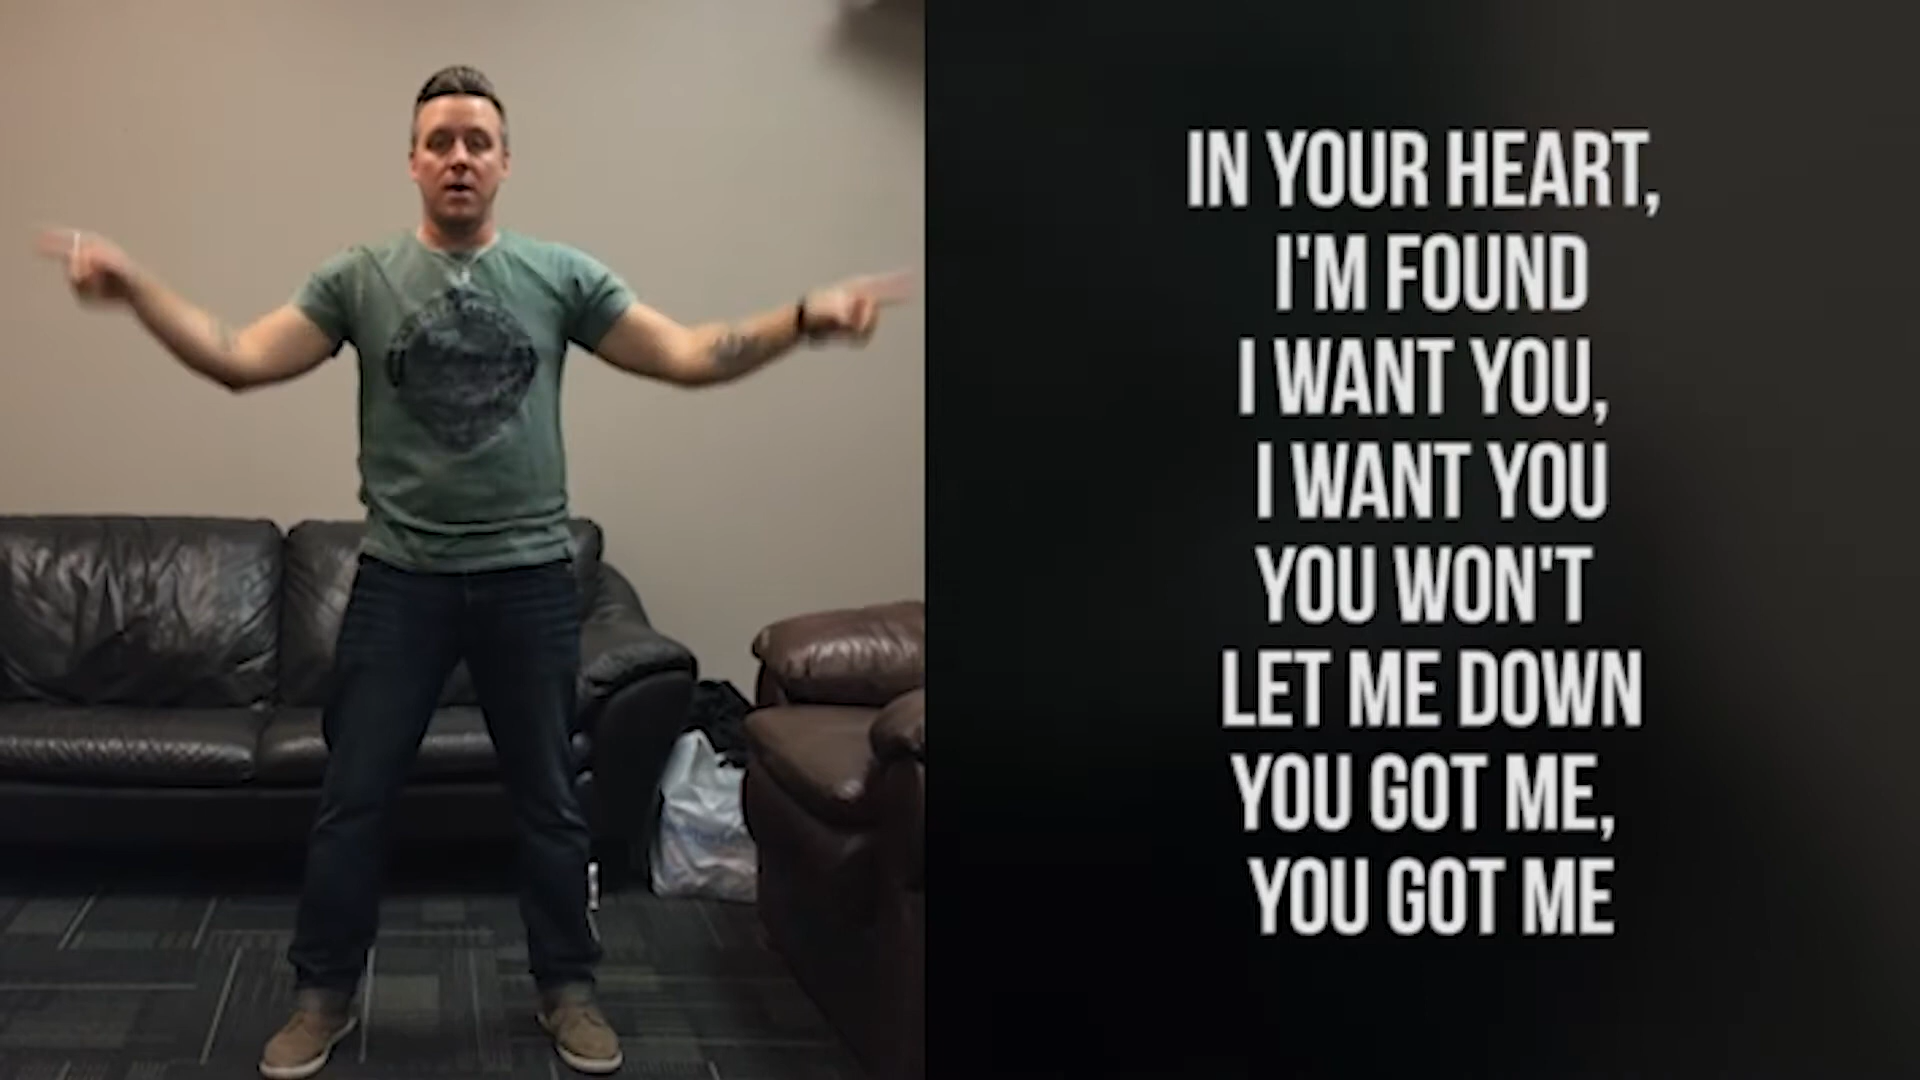 IN YOUR HEART,
I'M FOUND
I WANT YOU,
I WANT YOU
YOU WON'T
LET ME DOWN
YOU GOT ME,
YOU GOT ME